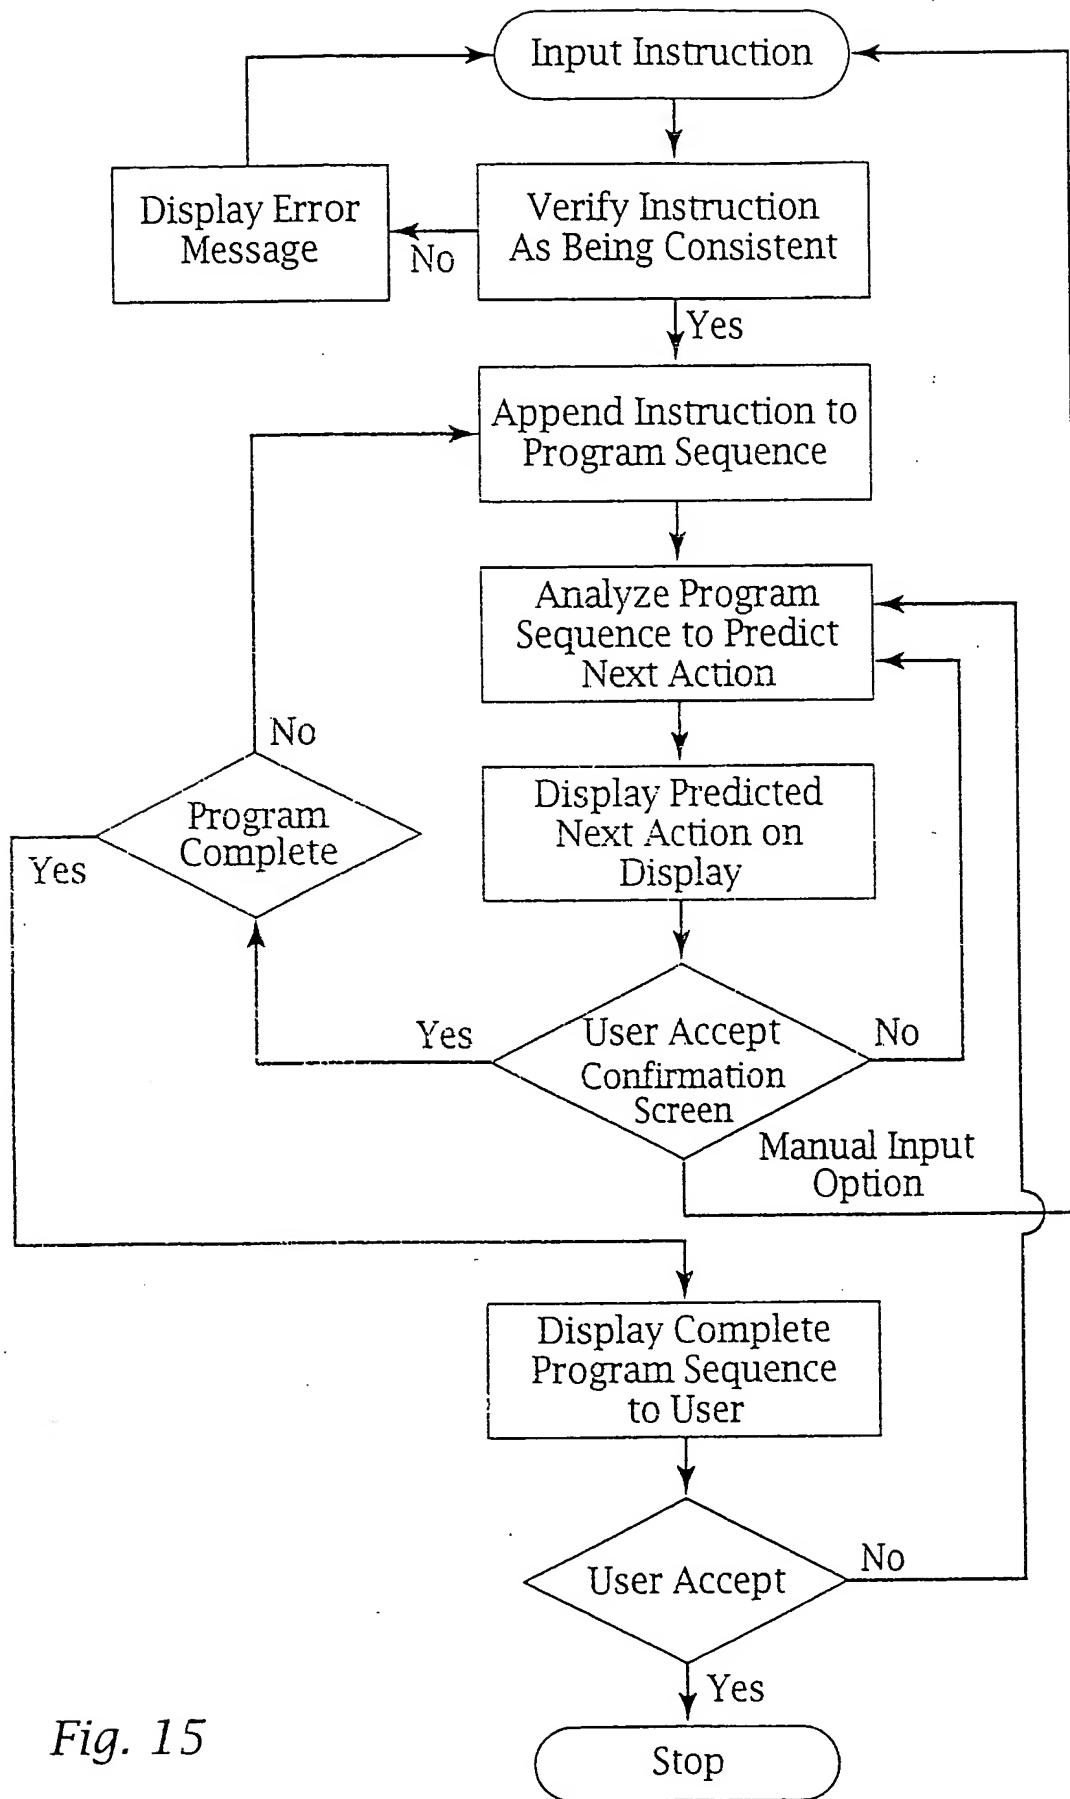 Input Instruction
Display Error
Message
No
Verify Instruction
As Being Consistent
Yes
Append Instruction to
Program Sequence
Analyze Program
Sequence to Predict
Next Action
No
Program
Complete
Yes
Display Predicted
Next Action on
Display
Yes
User Accept
Confirmation
Screen
No
Manual Input
Option
Display Complete
Program Sequence
to User
User Accept
No
Yes
Stop
Fig. 15